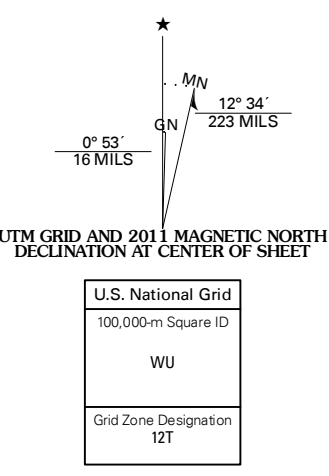 ★
MN
GN
12° 34´
223 MILS
0° 53´
16 MILS
UTM GRID AND 2011 MAGNETIC NORTH
DECLINATION AT CENTER OF SHEET
U.S. National Grid
100,000-m Square ID
WU
Grid Zone Designation
12T